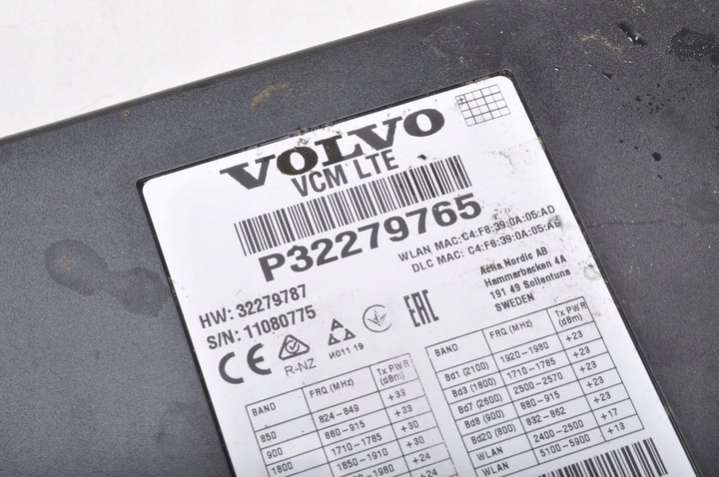 VOLVO
VCM LTE
P32279765
WLAN MAC:C4:F8:39:0A:05:AD
DLC MAC: C4:F8:39:0A:05:AE
HW: 32279787
S/N: 11080775
Actia Nordic AB
Hammarbacken 4A
191 49 Sollentuna
SWEDEN
CE
R-NZ
И011 19
EAC
BAND FRQ (MHz) Tx PWR (dBm)
850 824-849 +33
900 880-915 +33
1800 1710-1785 +30
1850-1910 +30
+24
BAND FRQ (MHz) Tx PWR (dBm)
Bd1 (2100) 1920-1980 +23
Bd3 (1800) 1710-1785 +23
Bd7 (2600) 2500-2570 +23
Bd8 (900) 880-915 +23
Bd20 (800) 832-862 +23
WLAN 2400-2500 +17
WLAN 5100-5900 +13